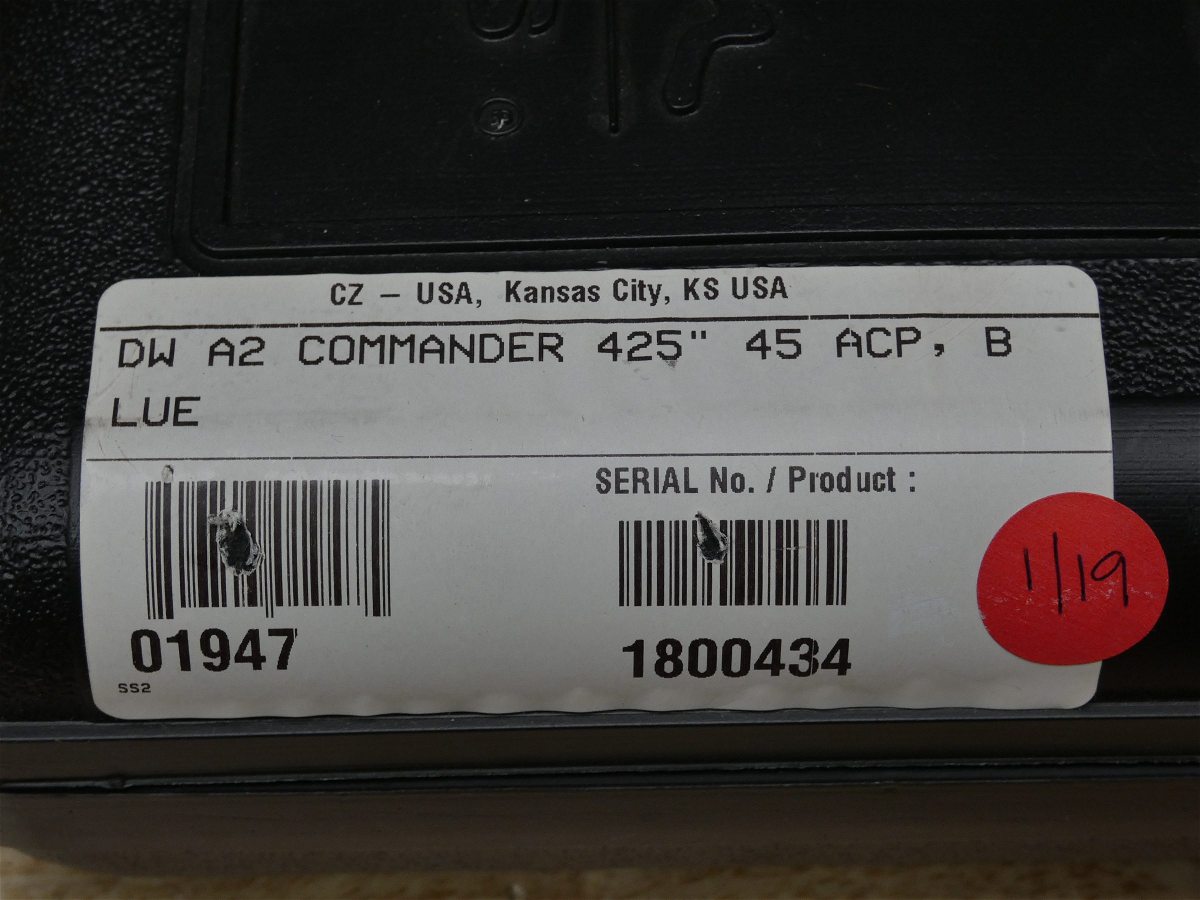 CZ – USA, Kansas City, KS USA
DW A2 COMMANDER 425" 45 ACP, B
LUE
SERIAL No. / Product :
01947
1800434
SS2
1/19